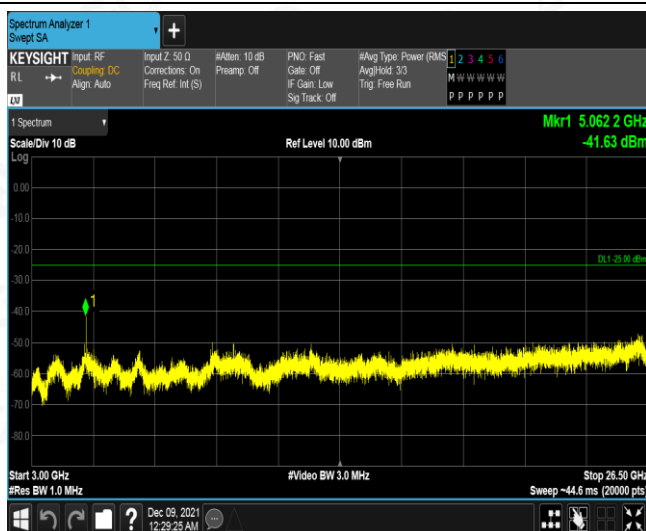 Spectrum Analyzer 1
Swept SA
+
KEYSIGHT Input: RF Input Z: 50 Ω #Atten: 10 dB PNO: Fast #Avg Type: Power (RMS 1 2 3 4 5 6
RL Coupling: DC Corrections: On Preamp: Off Gate: Off Avg|Hold: 3/3 M W W W W W
Align: Auto Freq Ref: Int (S) IF Gain: Low Trig: Free Run
Sig Track: Off P P P P P P
LXI
1 Spectrum Mkr1 5.062 2 GHz
Scale/Div 10 dB Ref Level 10.00 dBm -41.63 dBm
Log
0.00
-10.0
-20.0
DL1 -25.00 dBm
-30.0
-40.0
1
-50.0
-60.0
-70.0
-80.0
Start 3.00 GHz #Video BW 3.0 MHz Stop 26.50 GHz
#Res BW 1.0 MHz Sweep ~44.6 ms (20000 pts)
? Dec 09, 2021
12:29:25 AM